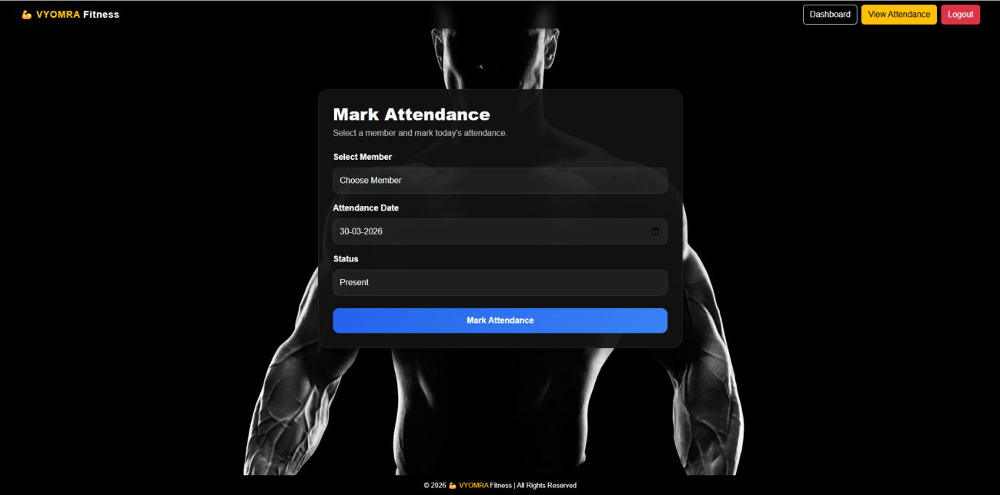 💪 VYOMRA Fitness
Dashboard View Attendance Logout
Mark Attendance
Select a member and mark today's attendance.
Select Member
Choose Member
Attendance Date
30-03-2026
Status
Present
Mark Attendance
© 2026 💪 VYOMRA Fitness | All Rights Reserved